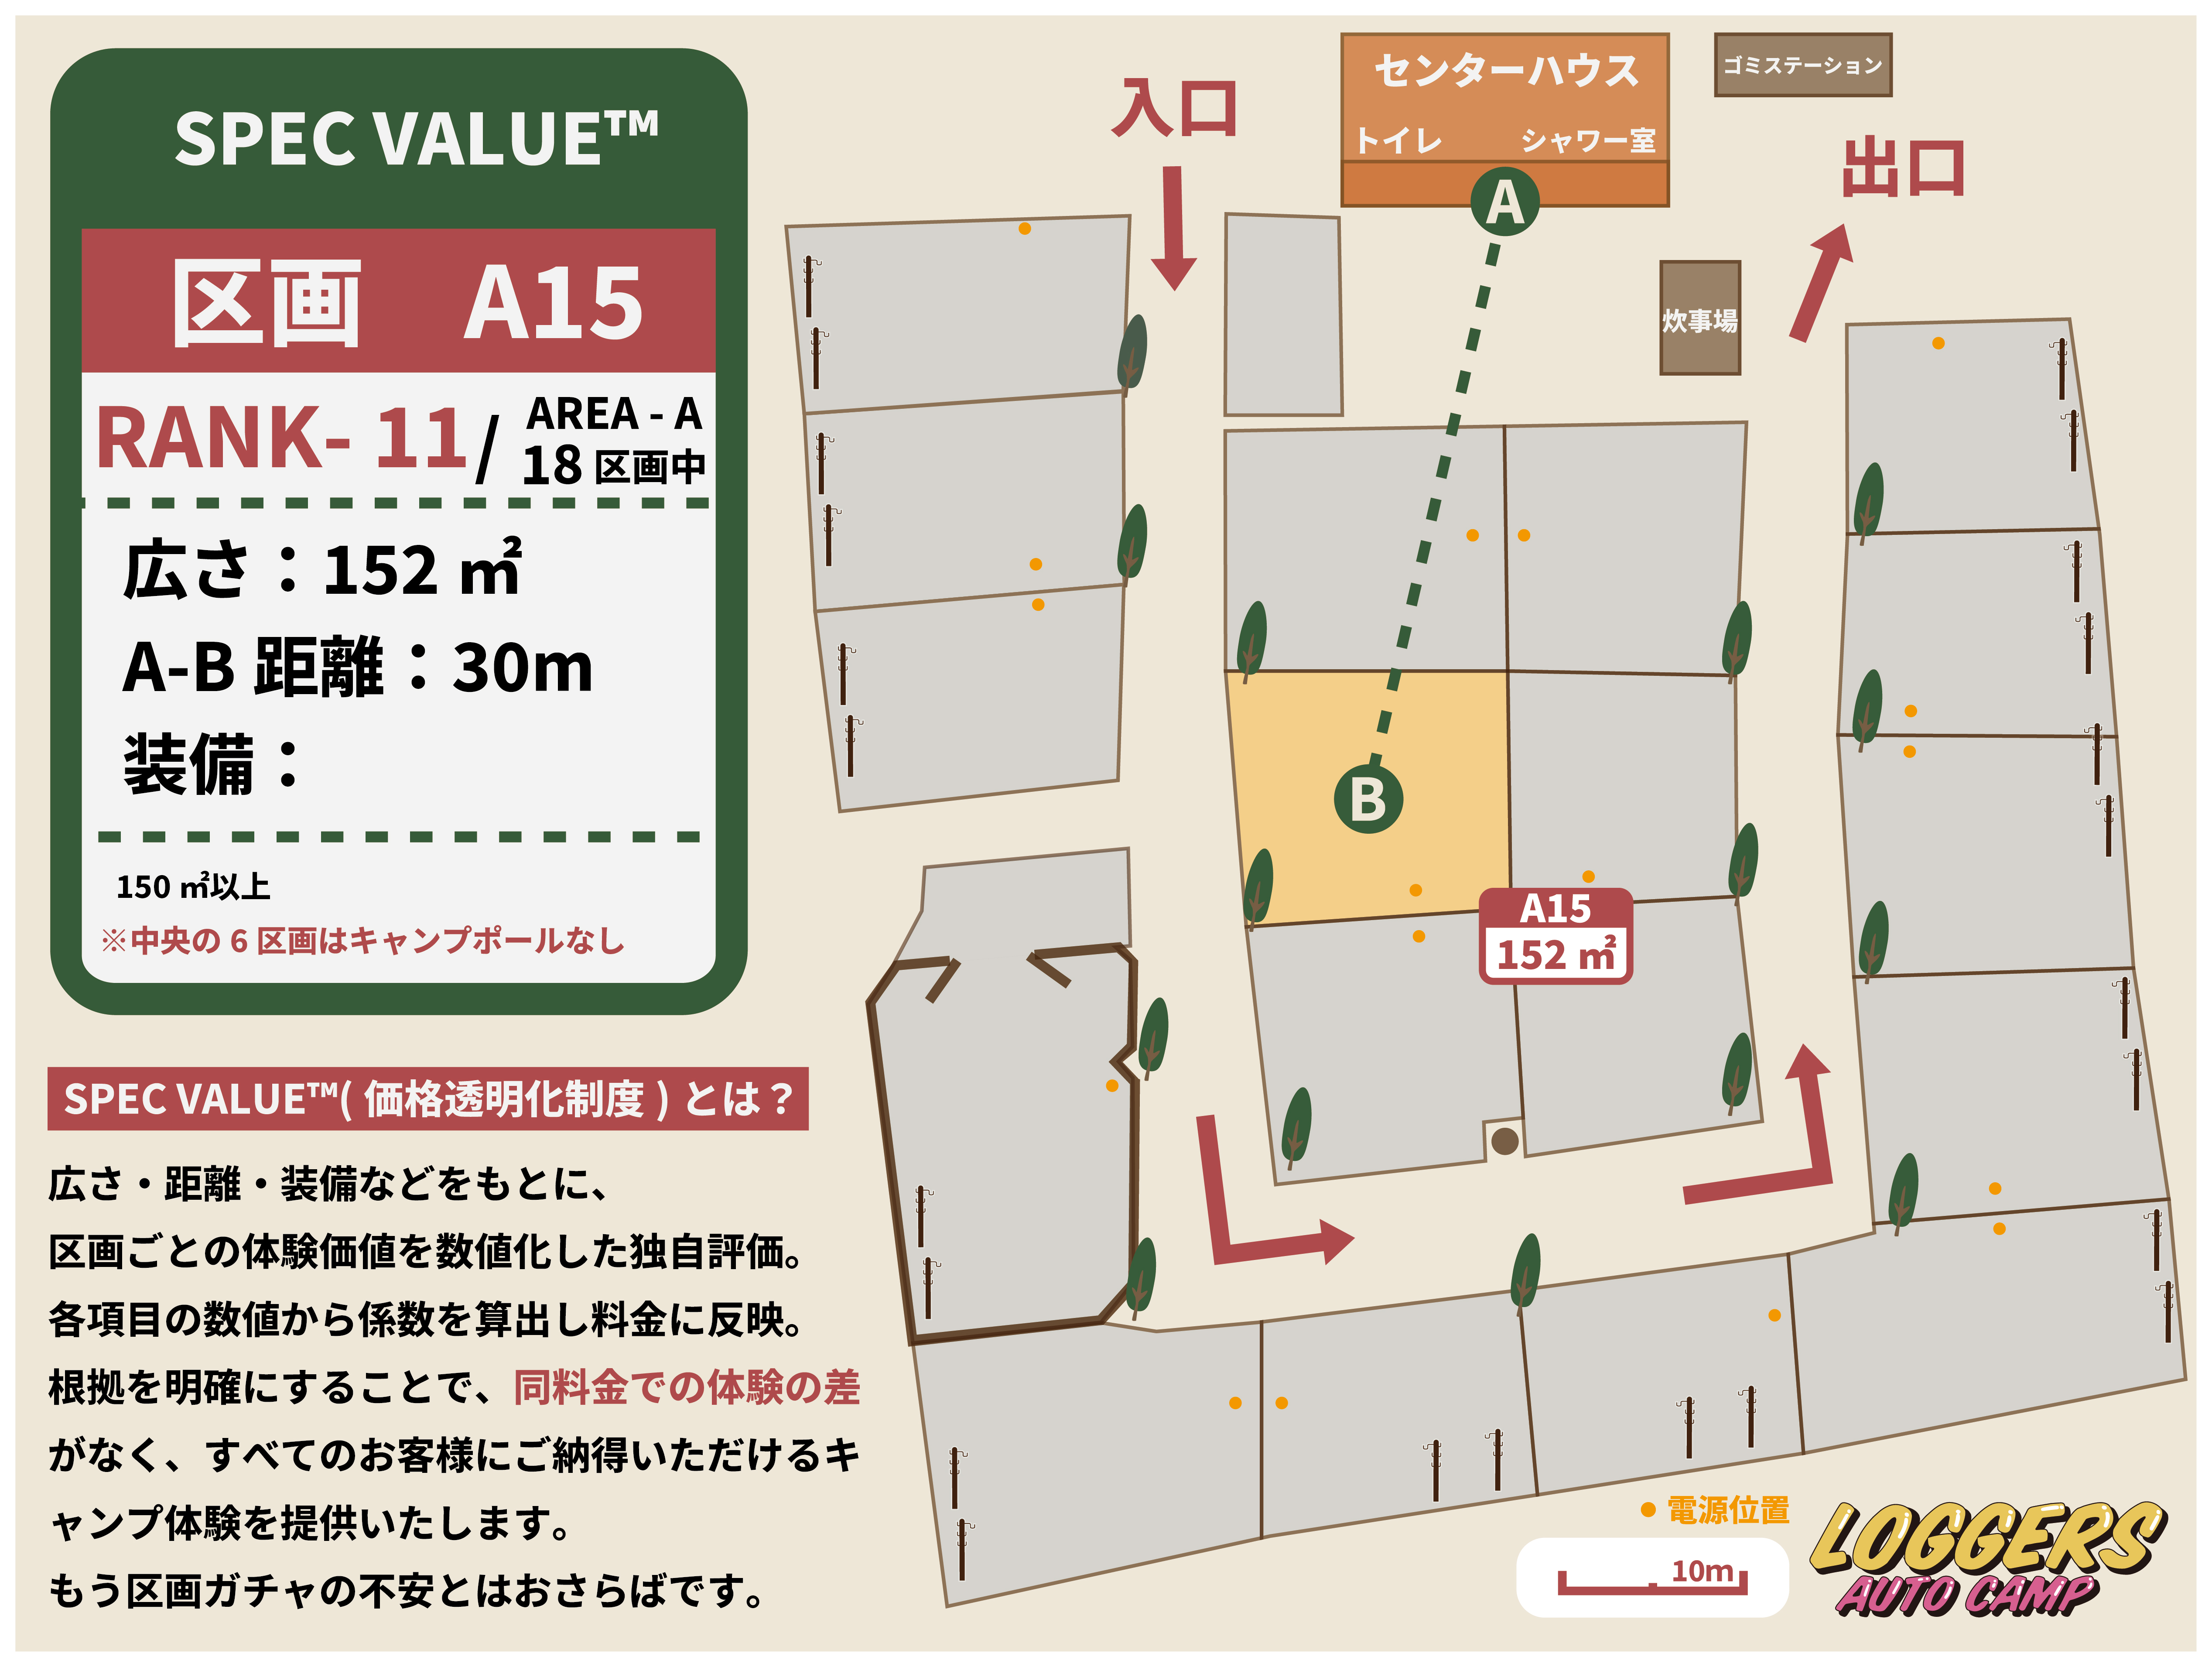 SPEC VALUE™
区画 A15
RANK- 11 / AREA - A
18 区画中
広さ：152 ㎡
A-B 距離：30m
装備：
150 ㎡以上
※中央の 6 区画はキャンプポールなし
SPEC VALUE™( 価格透明化制度 ) とは？
広さ・距離・装備などをもとに、
区画ごとの体験価値を数値化した独自評価。
各項目の数値から係数を算出し料金に反映。
根拠を明確にすることで、同料金での体験の差
がなく、すべてのお客様にご納得いただけるキ
ャンプ体験を提供いたします。
もう区画ガチャの不安とはおさらばです。
入口
センターハウス
トイレ シャワー室
ゴミステーション
出口
A
炊事場
B
A15
152 ㎡
電源位置
10m
LOGGERS
AUTO CAMP